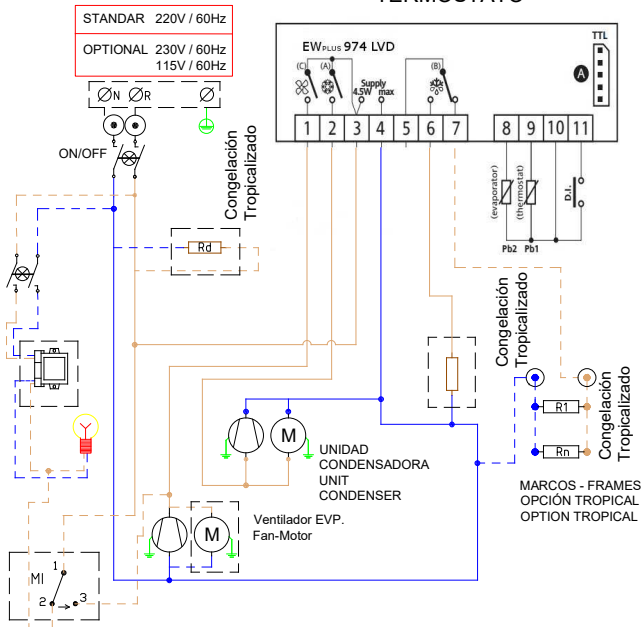 TERMOSTATO
STANDAR 220V / 60Hz
OPTIONAL 230V / 60Hz
115V / 60Hz
N R
ON/OFF
Congelación
Tropicalizado
Rd
EWPLUS 974 LVD
TTL
(C) (A) Supply (B)
4.5W max
A
1 2 3 4 5 6 7 8 9 10 11
(evaporator)
(thermostat)
D.I.
Pb2 Pb1
Congelación
Tropicalizado
R1
Rn
Congelación
Tropicalizado
MARCOS - FRAMES
OPCIÓN TROPICAL
OPTION TROPICAL
M
UNIDAD
CONDENSADORA
UNIT
CONDENSER
M
Ventilador EVP.
Fan-Motor
MI
1
2 3